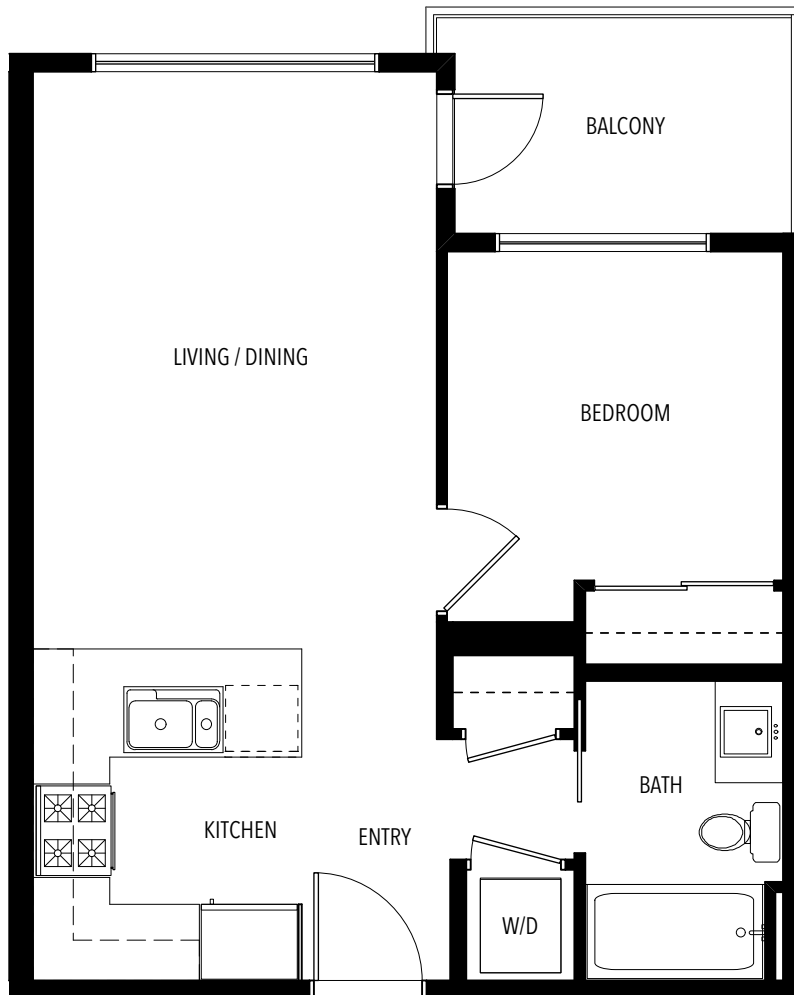 BALCONY
LIVING / DINING
BEDROOM
BATH
KITCHEN
ENTRY
W/D